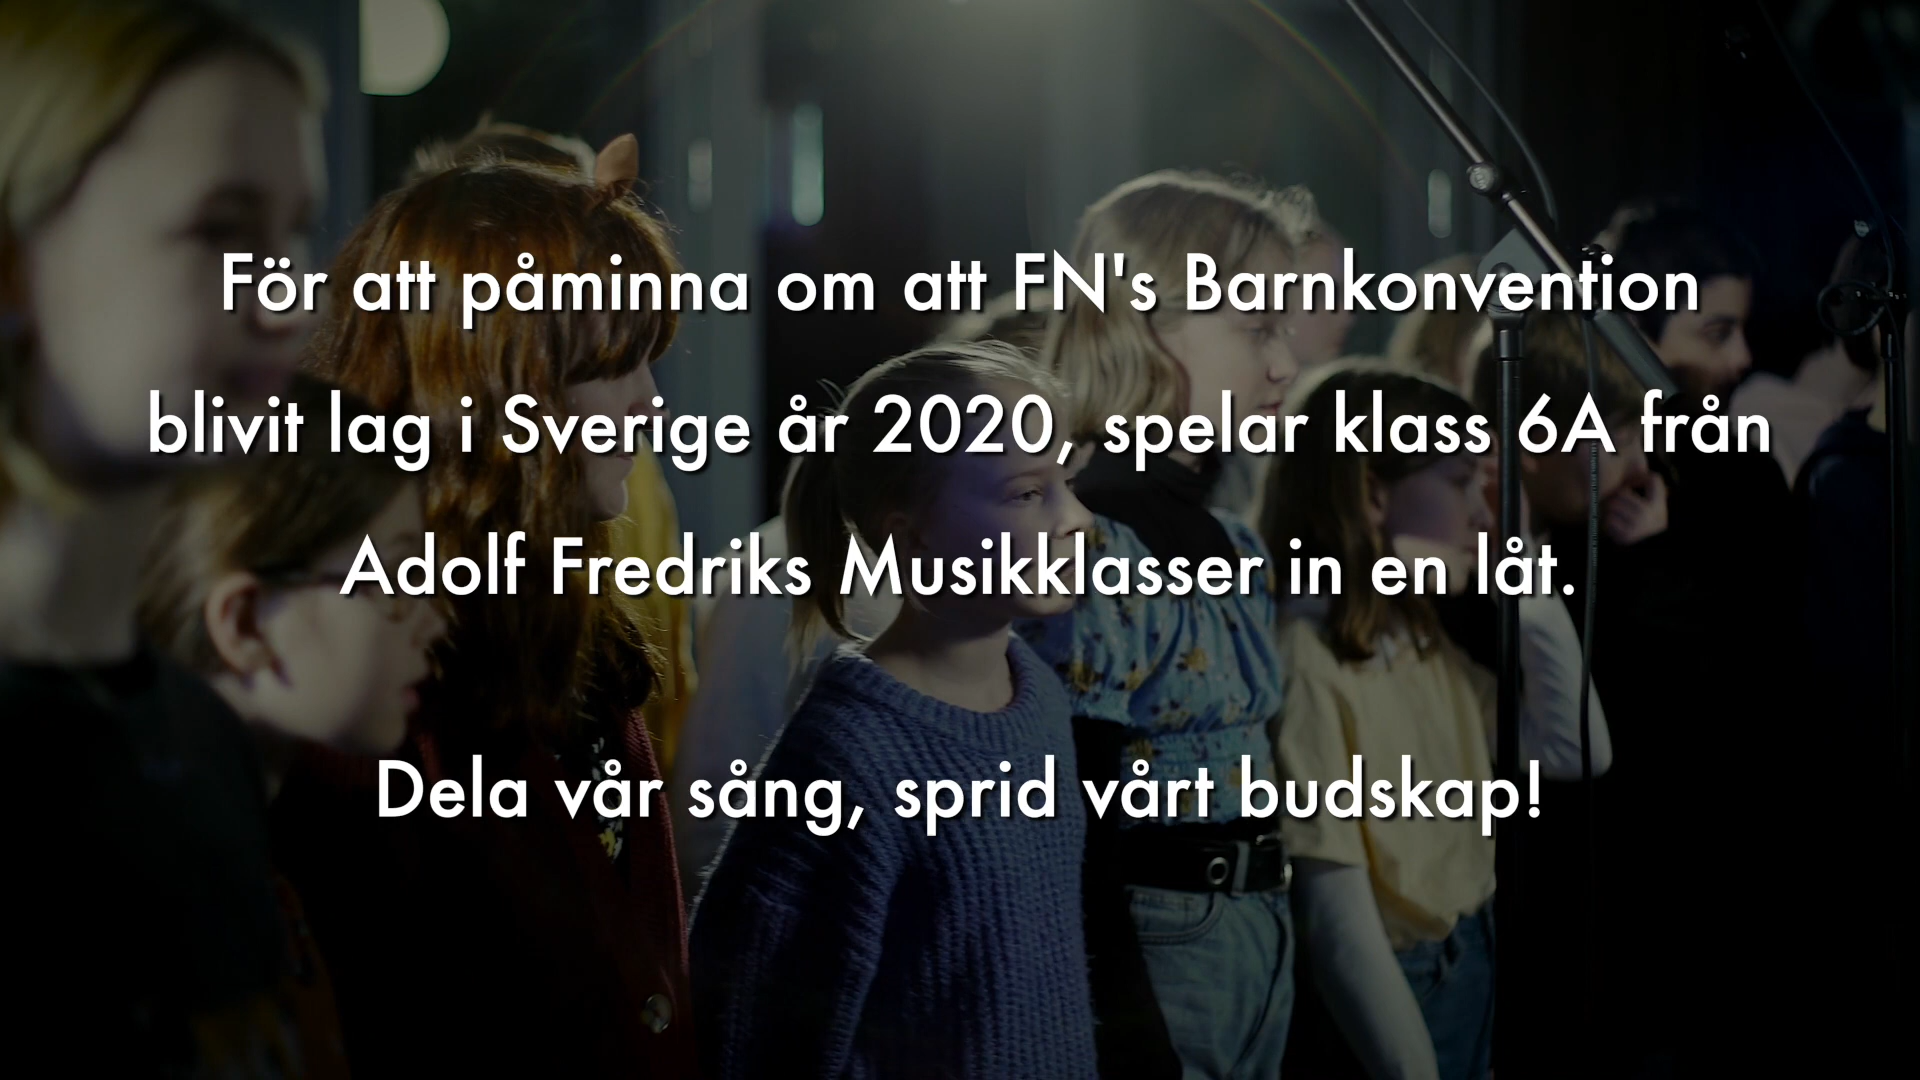 För att påminna om att FN's Barnkonvention
blivit lag i Sverige år 2020, spelar klass 6A från
Adolf Fredriks Musikklasser in en låt.
Dela vår sång, sprid vårt budskap!